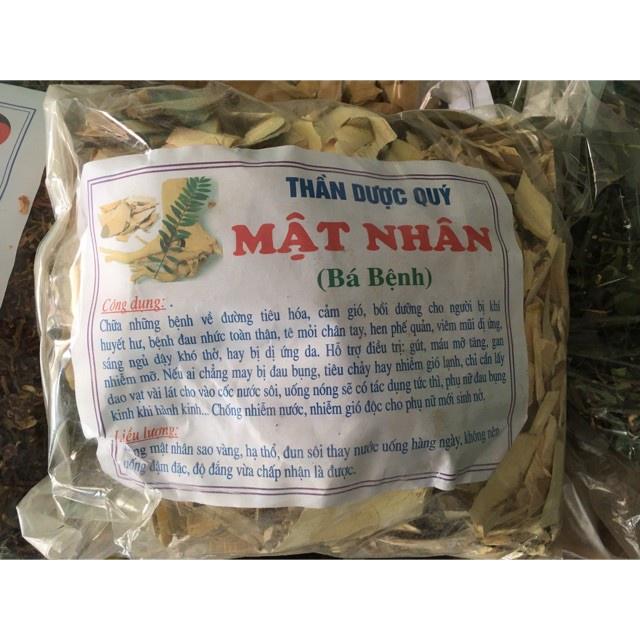 THẦN DƯỢC QUÝ
MẬT NHÂN
(Bá Bệnh)
Công dụng:
Chữa những bệnh về đường tiêu hóa, cảm gió, bồi dưỡng cho người bị khí
huyết hư, bệnh đau nhức toàn thân, tê mỏi chân tay, hen phế quản, viêm mũi dị ứng,
sáng ngủ dậy khó thở, hay bị dị ứng da. Hỗ trợ điều trị: gút, máu mỡ tăng, gan
nhiễm mỡ. Nếu ai chẳng may bị đau bụng, tiêu chảy hay nhiễm gió lạnh, chỉ cần lấy
dao vạt vài lát cho vào cốc nước sôi, uống nóng sẽ có tác dụng tức thì, phụ nữ đau bụng
kinh khi hành kinh... Chống nhiễm nước, nhiễm gió độc cho phụ nữ mới sinh nở.
Liều lượng:
mật nhân sao vàng, hạ thổ, đun sôi thay nước uống hàng ngày, không nên
uống đậm đặc, độ đắng vừa chấp nhận là được.